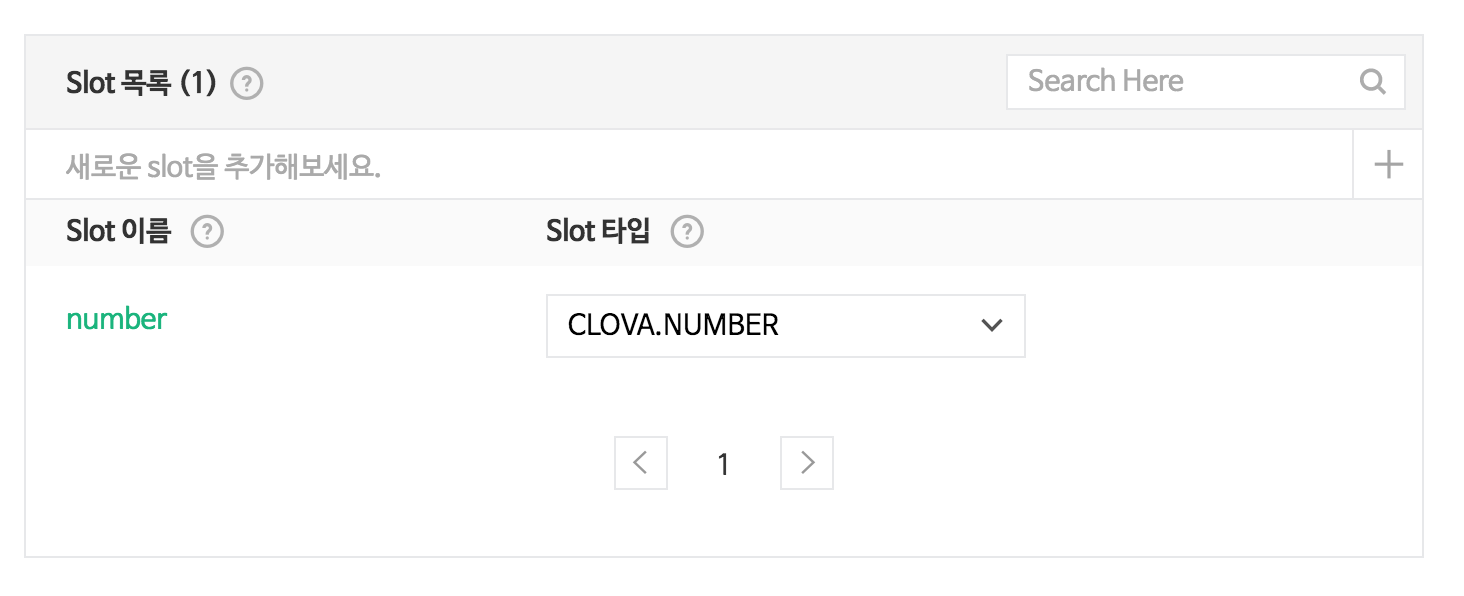 Slot 목록 (1) ?
Search Here
새로운 slot을 추가해보세요.
Slot 이름 ? Slot 타입 ?
number CLOVA.NUMBER
1